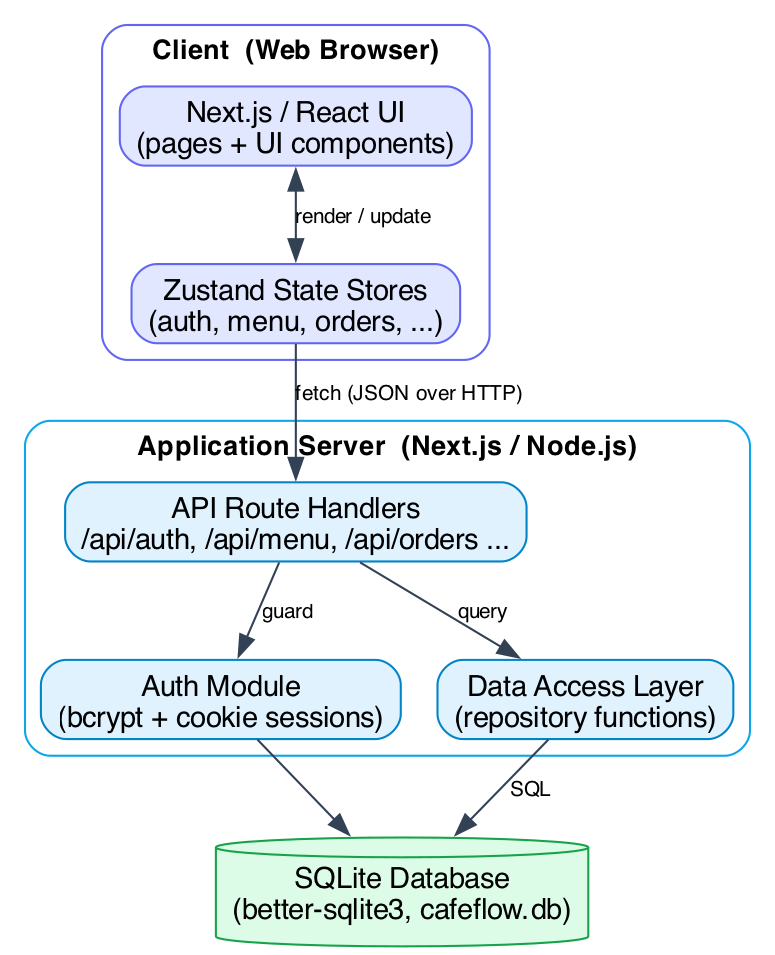 Client  (Web Browser)
Next.js / React UI
(pages + UI components)
render / update
Zustand State Stores
(auth, menu, orders, ...)
fetch (JSON over HTTP)
Application Server  (Next.js / Node.js)
API Route Handlers
/api/auth, /api/menu, /api/orders ...
guard
query
Auth Module
(bcrypt + cookie sessions)
Data Access Layer
(repository functions)
SQL
SQLite Database
(better-sqlite3, cafeflow.db)